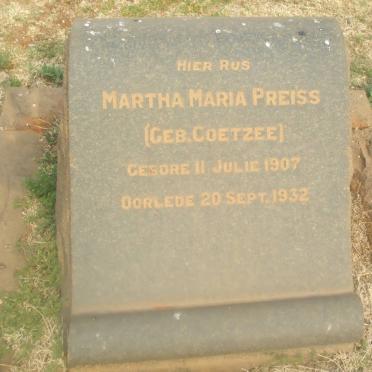 HIER RUS
MARTHA MARIA PREISS
(GEB. COETZEE)
GEBORE 11 JULIE 1907
OORLEDE 20 SEPT. 1932